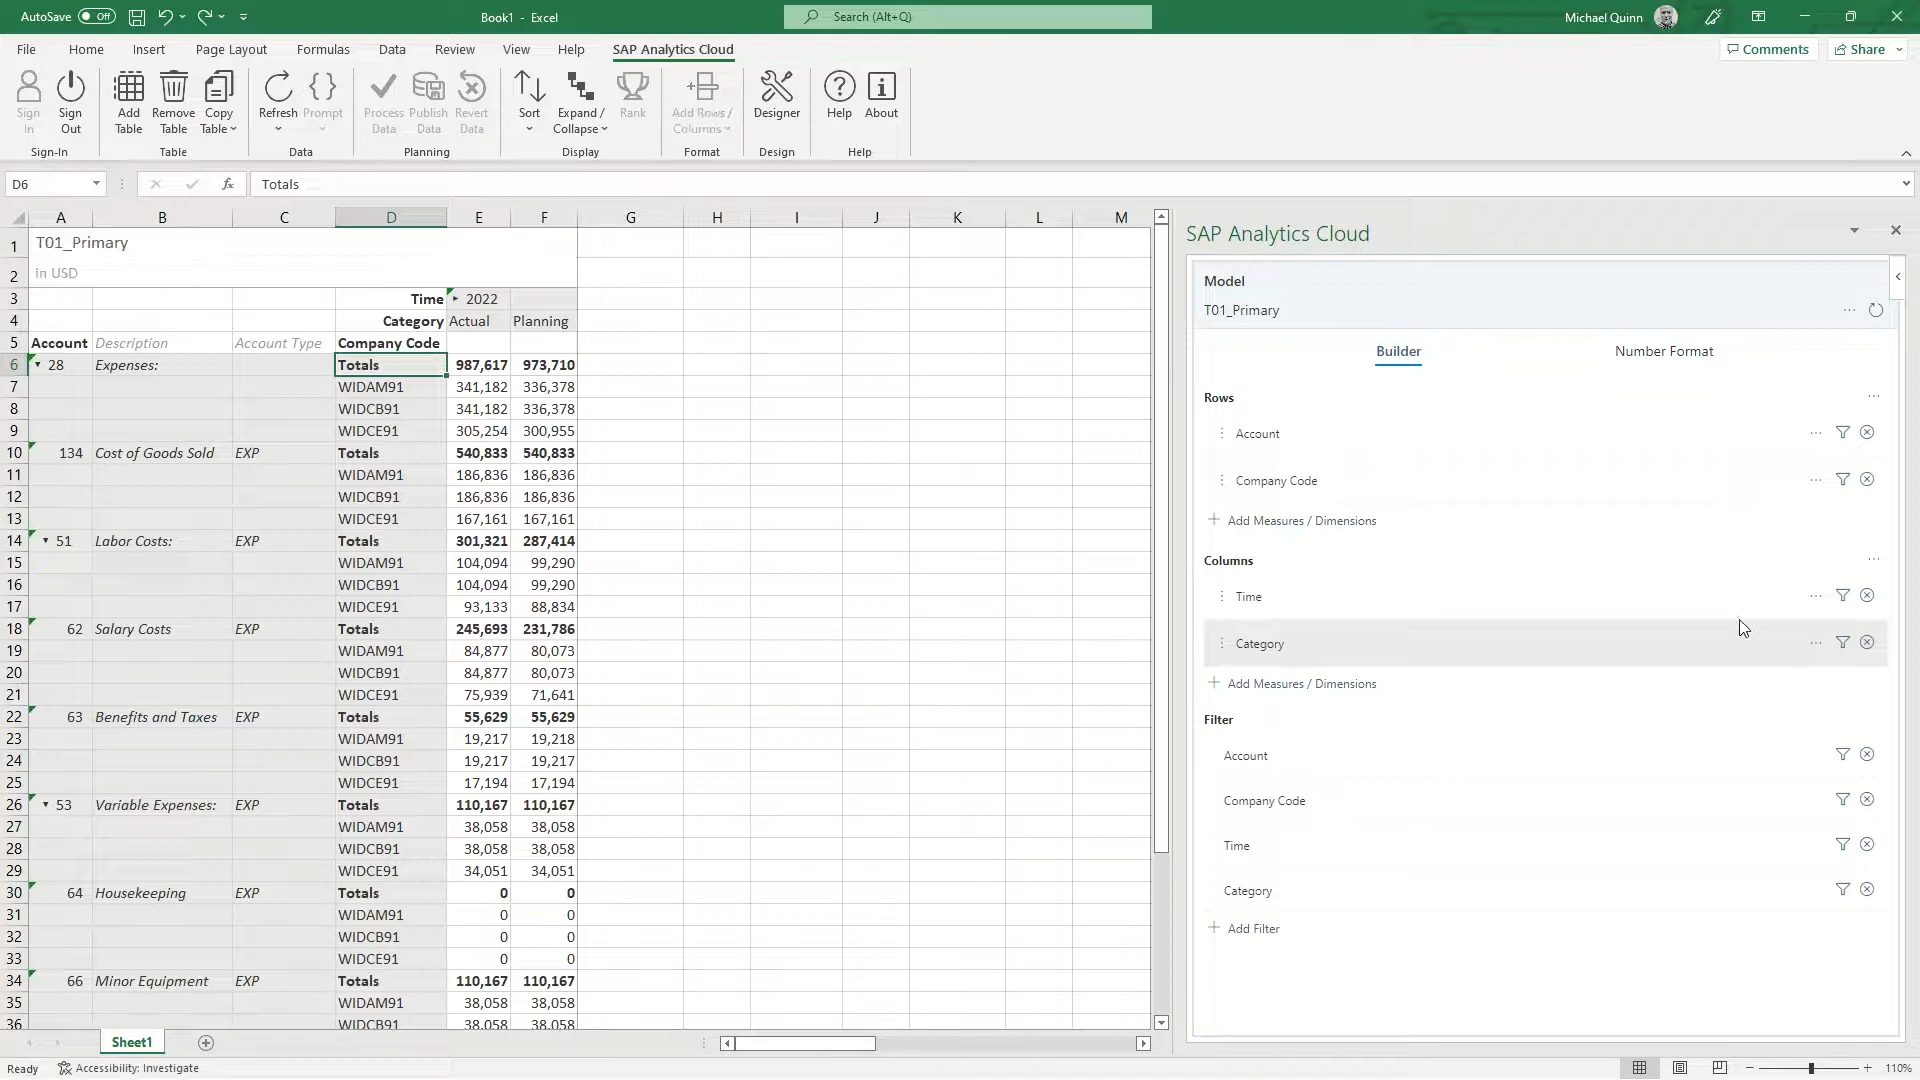 AutoSave Off Book1 - Excel Search (Alt+Q) Michael Quinn
File Home Insert Page Layout Formulas Data Review View Help SAP Analytics Cloud Comments Share
Sign In Sign Out Add Table Remove Table Copy Table Refresh Prompt Process Data Publish Data Revert Data Sort Expand / Collapse Rank Add Rows / Columns Designer Help About
Sign-In Table Data Planning Display Format Design Help
D6 fx Totals
A B C D E F G H I J K L M
1 T01_Primary
2 in USD
3 Time 2022
4 Category Actual Planning
5 Account Description Account Type Company Code
6 28 Expenses: Totals 987,617 973,710
7 WIDAM91 341,182 336,378
8 WIDCB91 341,182 336,378
9 WIDCE91 305,254 300,955
10 134 Cost of Goods Sold EXP Totals 540,833 540,833
11 WIDAM91 186,836 186,836
12 WIDCB91 186,836 186,836
13 WIDCE91 167,161 167,161
14 51 Labor Costs: EXP Totals 301,321 287,414
15 WIDAM91 104,094 99,290
16 WIDCB91 104,094 99,290
17 WIDCE91 93,133 88,834
18 62 Salary Costs EXP Totals 245,693 231,786
19 WIDAM91 84,877 80,073
20 WIDCB91 84,877 80,073
21 WIDCE91 75,939 71,641
22 63 Benefits and Taxes EXP Totals 55,629 55,629
23 WIDAM91 19,217 19,218
24 WIDCB91 19,217 19,217
25 WIDCE91 17,194 17,194
26 53 Variable Expenses: EXP Totals 110,167 110,167
27 WIDAM91 38,058 38,058
28 WIDCB91 38,058 38,058
29 WIDCE91 34,051 34,051
30 64 Housekeeping EXP Totals 0 0
31 WIDAM91 0 0
32 WIDCB91 0 0
33 WIDCE91 0 0
34 66 Minor Equipment EXP Totals 110,167 110,167
35 WIDAM91 38,058 38,058
36 WIDCB91 38,058 38,058
Sheet1
SAP Analytics Cloud
Model
T01_Primary
Builder Number Format
Rows
Account
Company Code
Add Measures / Dimensions
Columns
Time
Category
Add Measures / Dimensions
Filter
Account
Company Code
Time
Category
Add Filter
Ready Accessibility: Investigate 110%